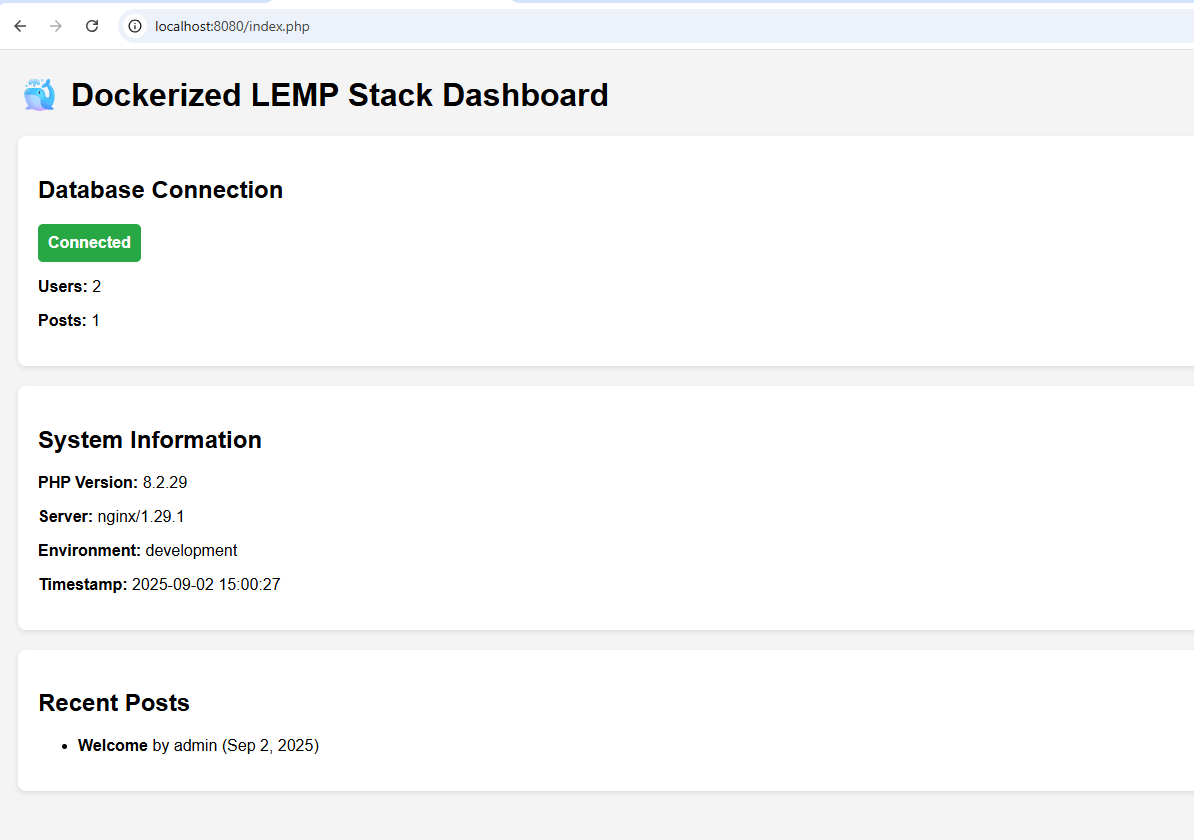 localhost:8080/index.php
Dockerized LEMP Stack Dashboard
Database Connection
Connected
Users: 2
Posts: 1
System Information
PHP Version: 8.2.29
Server: nginx/1.29.1
Environment: development
Timestamp: 2025-09-02 15:00:27
Recent Posts
• Welcome by admin (Sep 2, 2025)